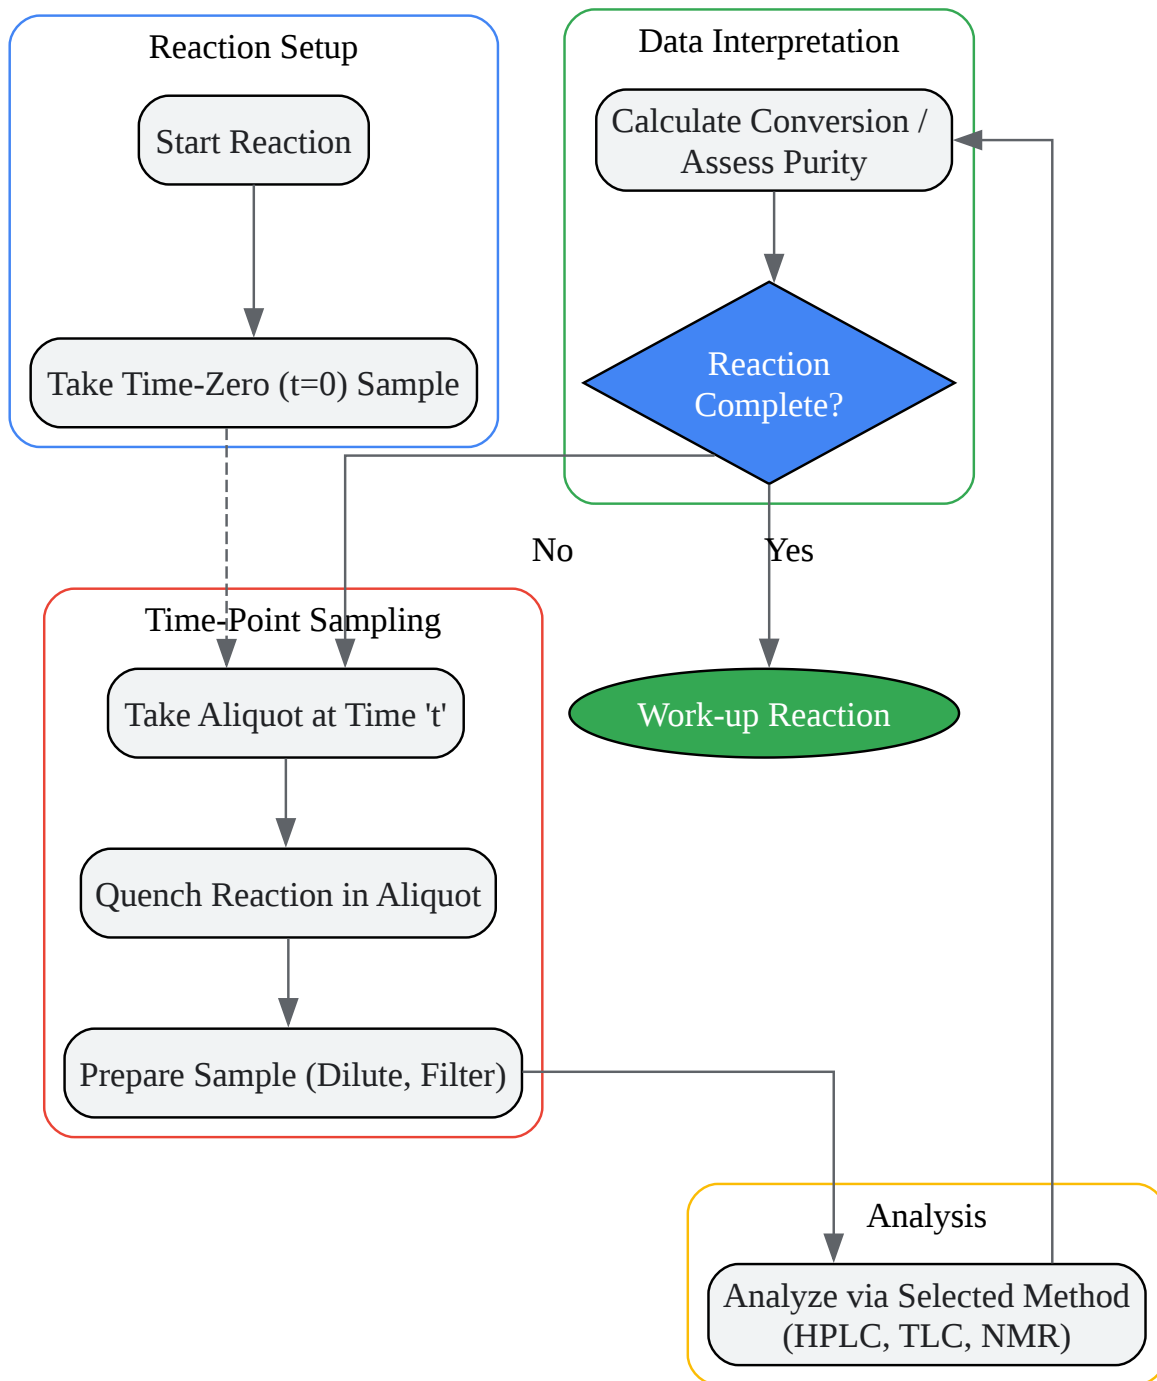 Reaction Setup
Start Reaction
Take Time-Zero (t=0) Sample
Data Interpretation
Calculate Conversion /
Assess Purity
Reaction
Complete?
No
Yes
Time-Point Sampling
Take Aliquot at Time 't'
Quench Reaction in Aliquot
Prepare Sample (Dilute, Filter)
Work-up Reaction
Analysis
Analyze via Selected Method
(HPLC, TLC, NMR)